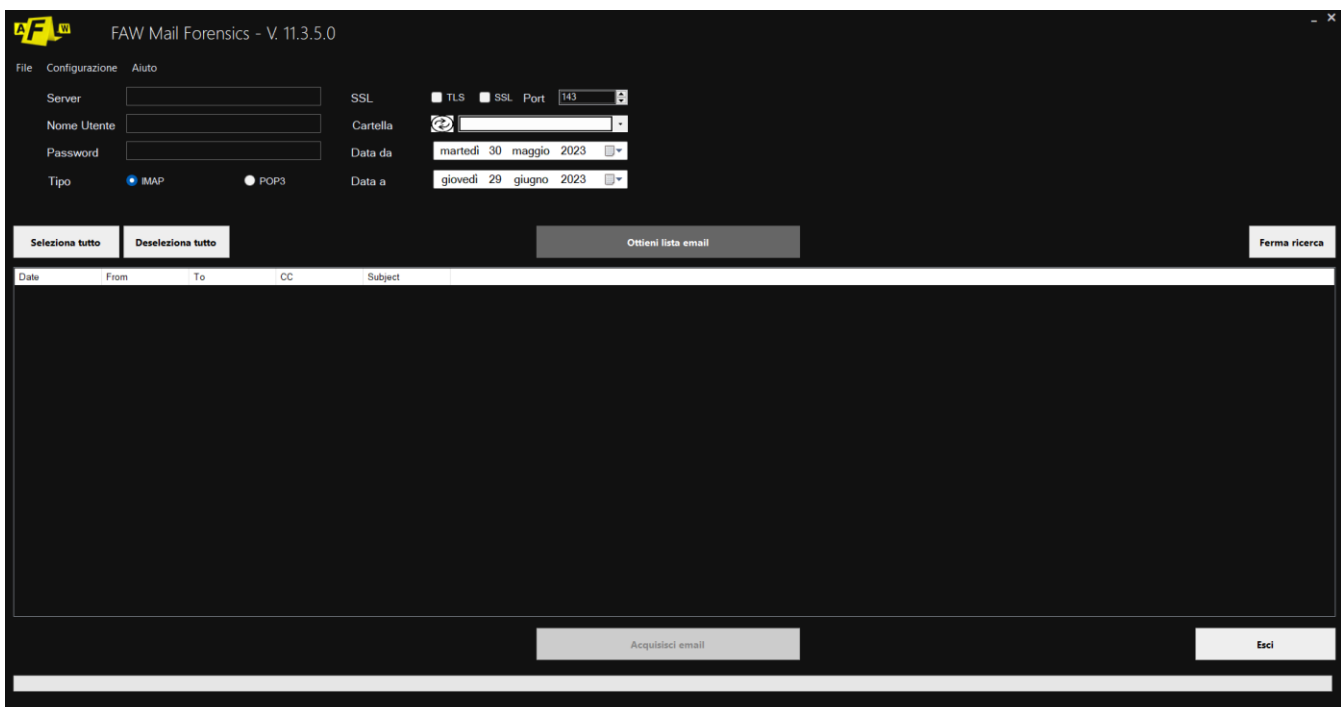 A F W FAW Mail Forensics - V. 11.3.5.0
File Configurazione Aiuto
Server SSL TLS SSL Port 143
Nome Utente Cartella
Password Data da martedì 30 maggio 2023
Tipo IMAP POP3 Data a giovedì 29 giugno 2023
Seleziona tutto Deseleziona tutto Ottieni lista email Ferma ricerca
Date From To CC Subject
Acquisisci email Esci